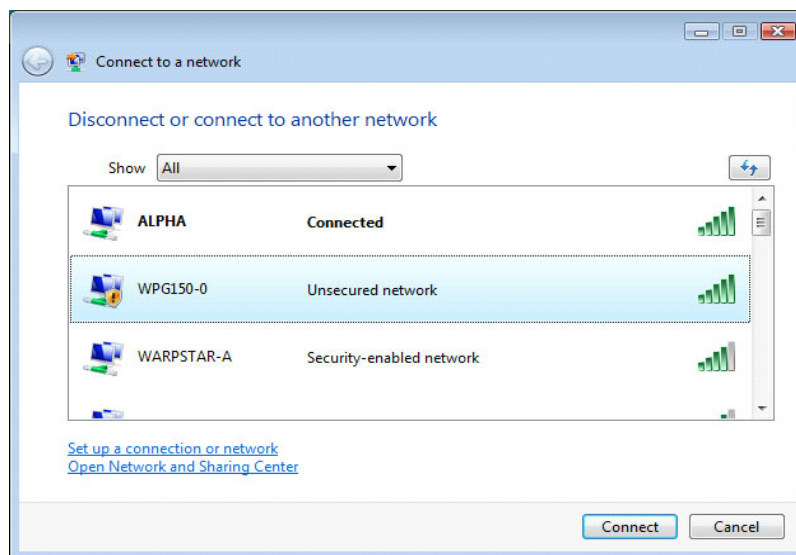 Connect to a network
Disconnect or connect to another network
Show All
ALPHA Connected
WPG150-0 Unsecured network
WARPSTAR-A Security-enabled network
Set up a connection or network
Open Network and Sharing Center
Connect Cancel